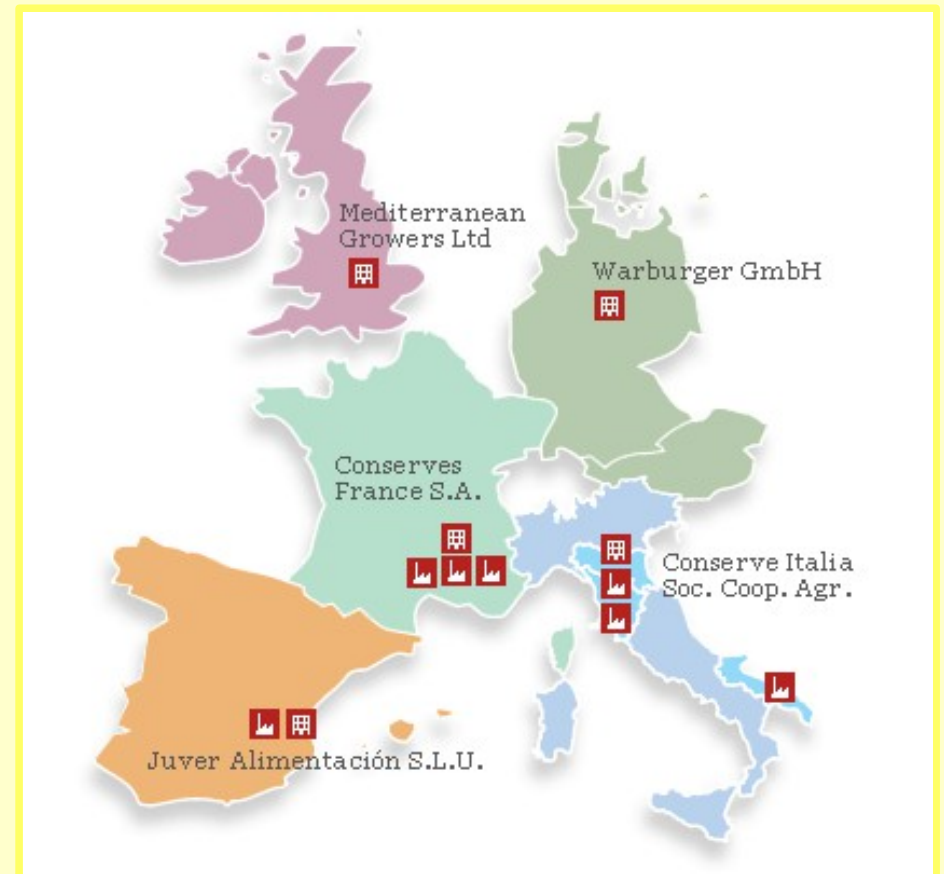 Mediterranean
Growers Ltd
Warburger GmbH
Conserves
France S.A.
Conserve Italia
Soc. Coop. Agr.
Juver Alimentación S.L.U.